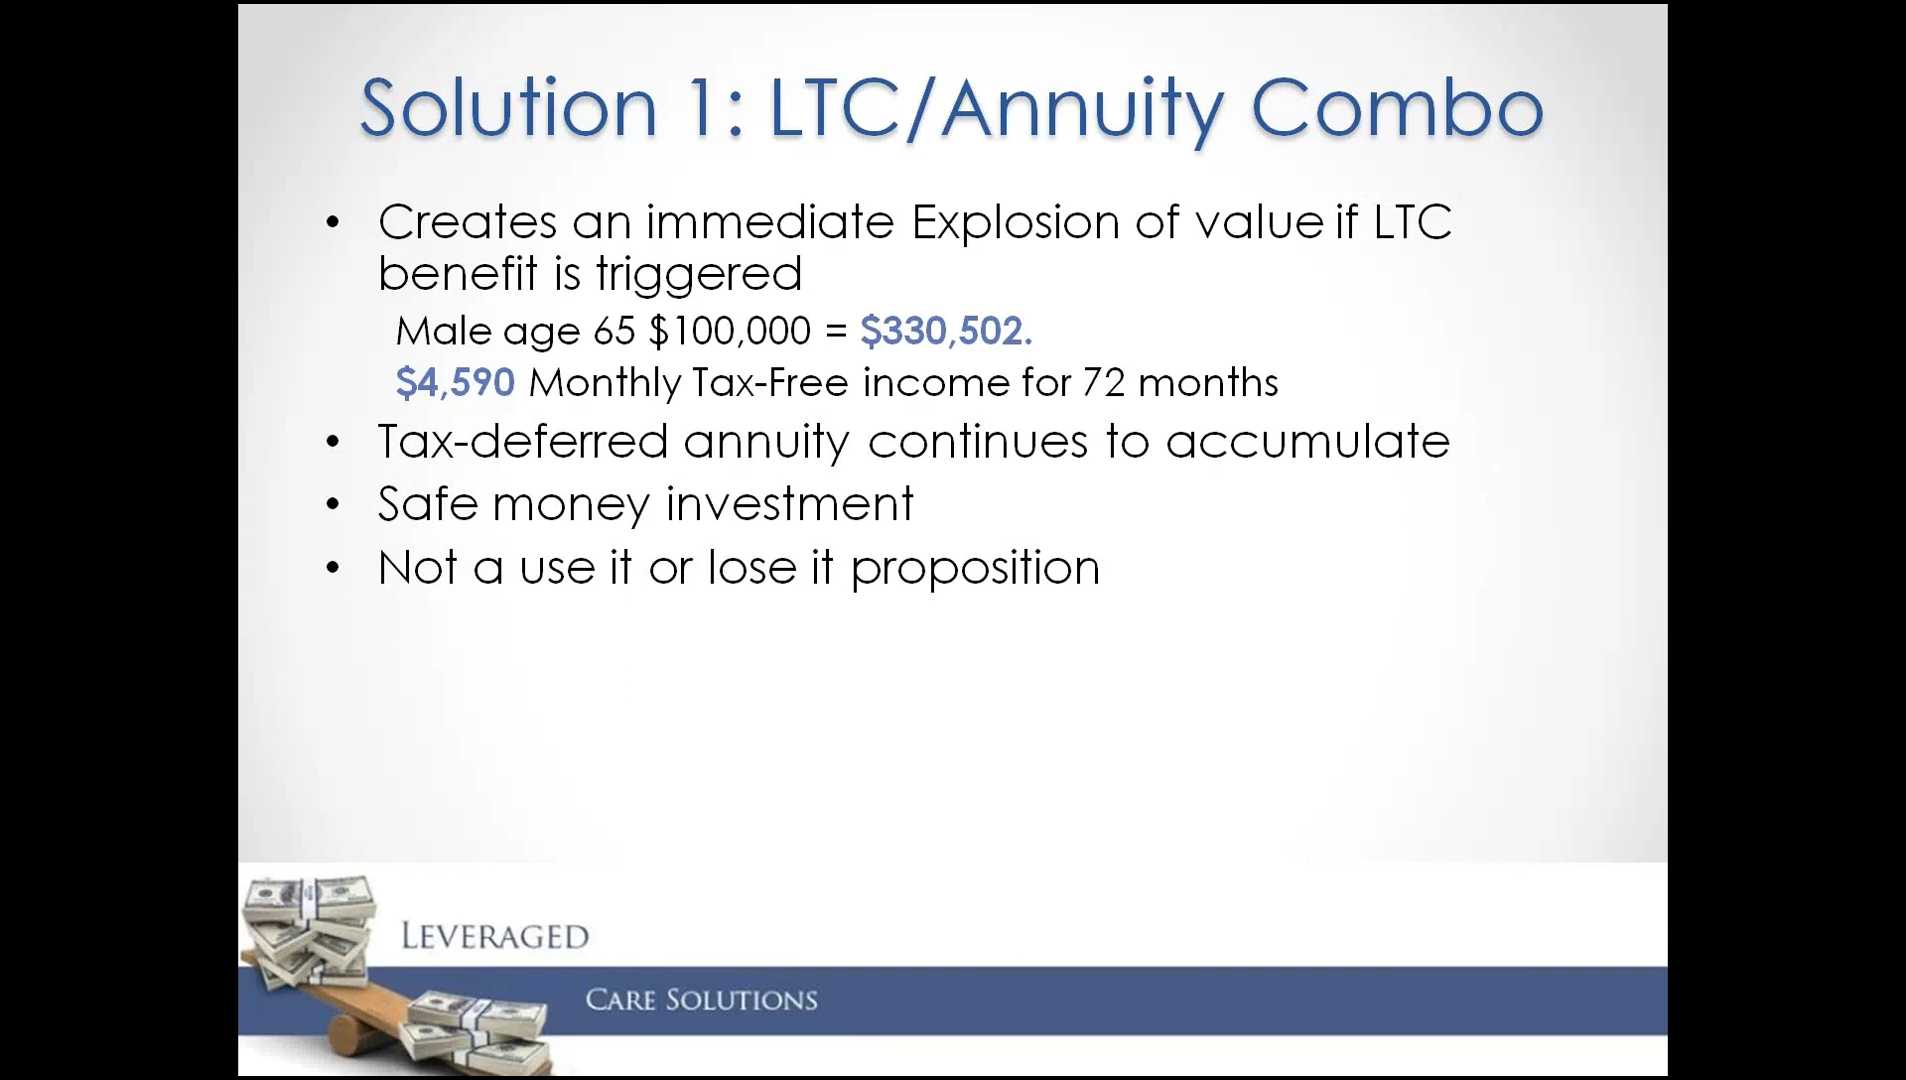 Solution 1: LTC/Annuity Combo
• Creates an immediate Explosion of value if LTC
benefit is triggered
Male age 65 $100,000 = $330,502.
$4,590 Monthly Tax-Free income for 72 months
• Tax-deferred annuity continues to accumulate
• Safe money investment
• Not a use it or lose it proposition
LEVERAGED
CARE SOLUTIONS